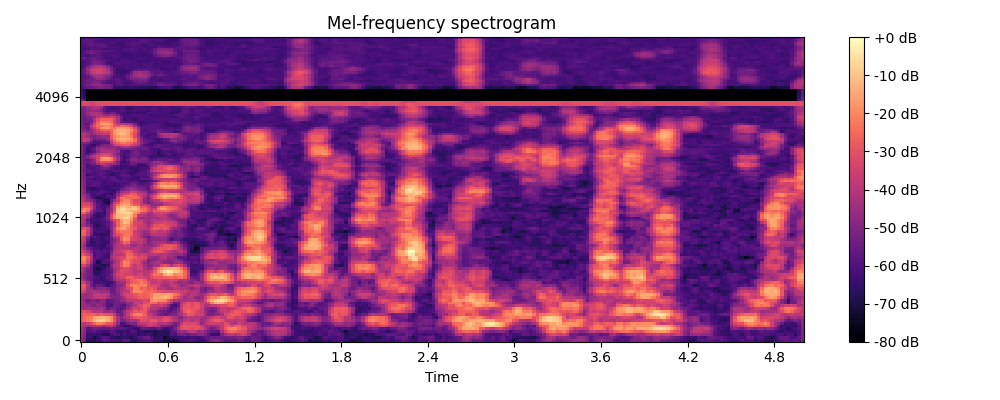 Mel-frequency spectrogram
Hz
4096
2048
1024
512
0
0 0.6 1.2 1.8 2.4 3 3.6 4.2 4.8
Time
+0 dB
-10 dB
-20 dB
-30 dB
-40 dB
-50 dB
-60 dB
-70 dB
-80 dB